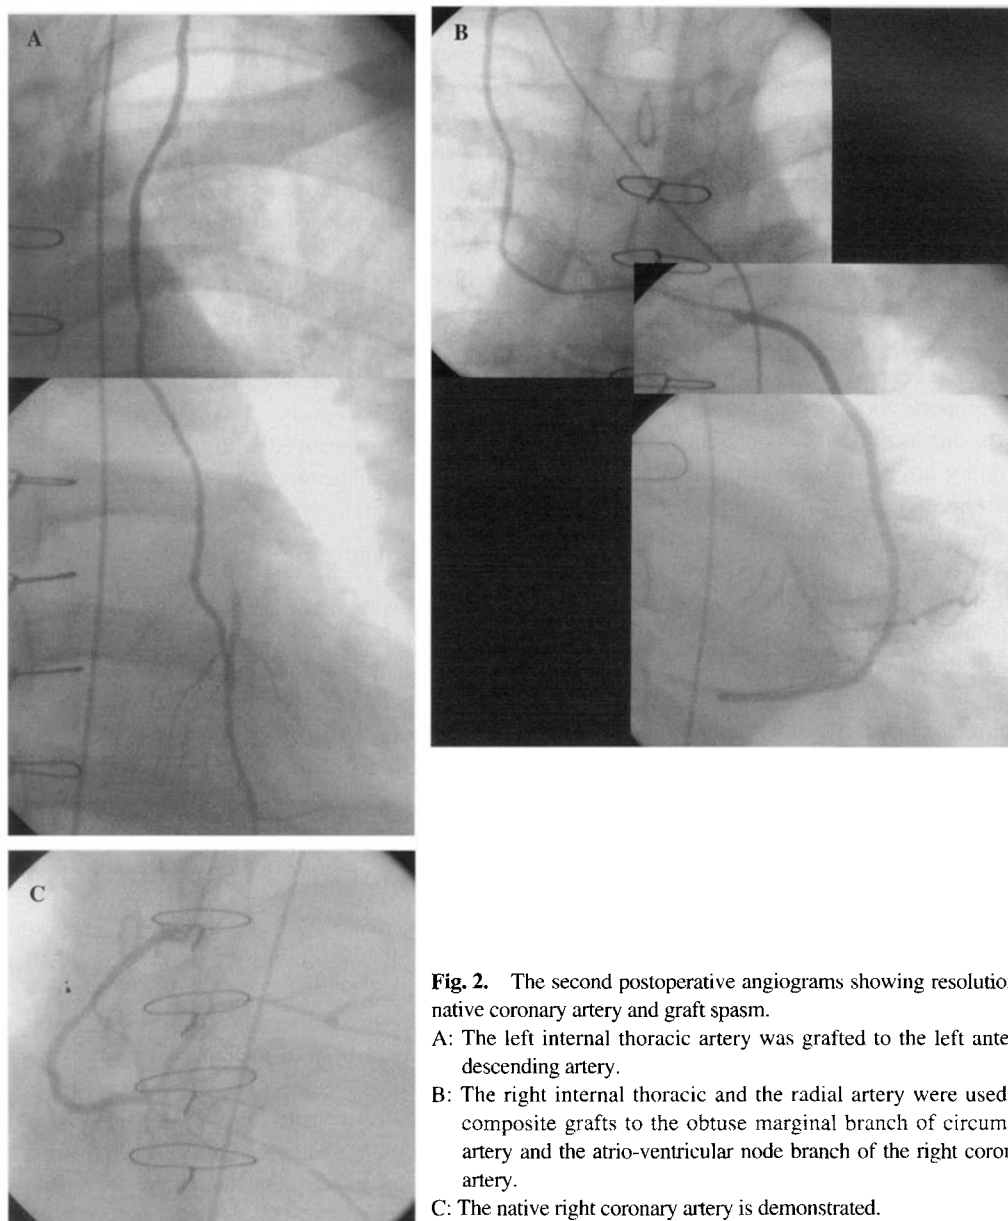 A
B
C
Fig. 2. The second postoperative angiograms showing resolutio
native coronary artery and graft spasm.
A: The left internal thoracic artery was grafted to the left ante
descending artery.
B: The right internal thoracic and the radial artery were used
composite grafts to the obtuse marginal branch of circum
artery and the atrio-ventricular node branch of the right coro
artery.
C: The native right coronary artery is demonstrated.